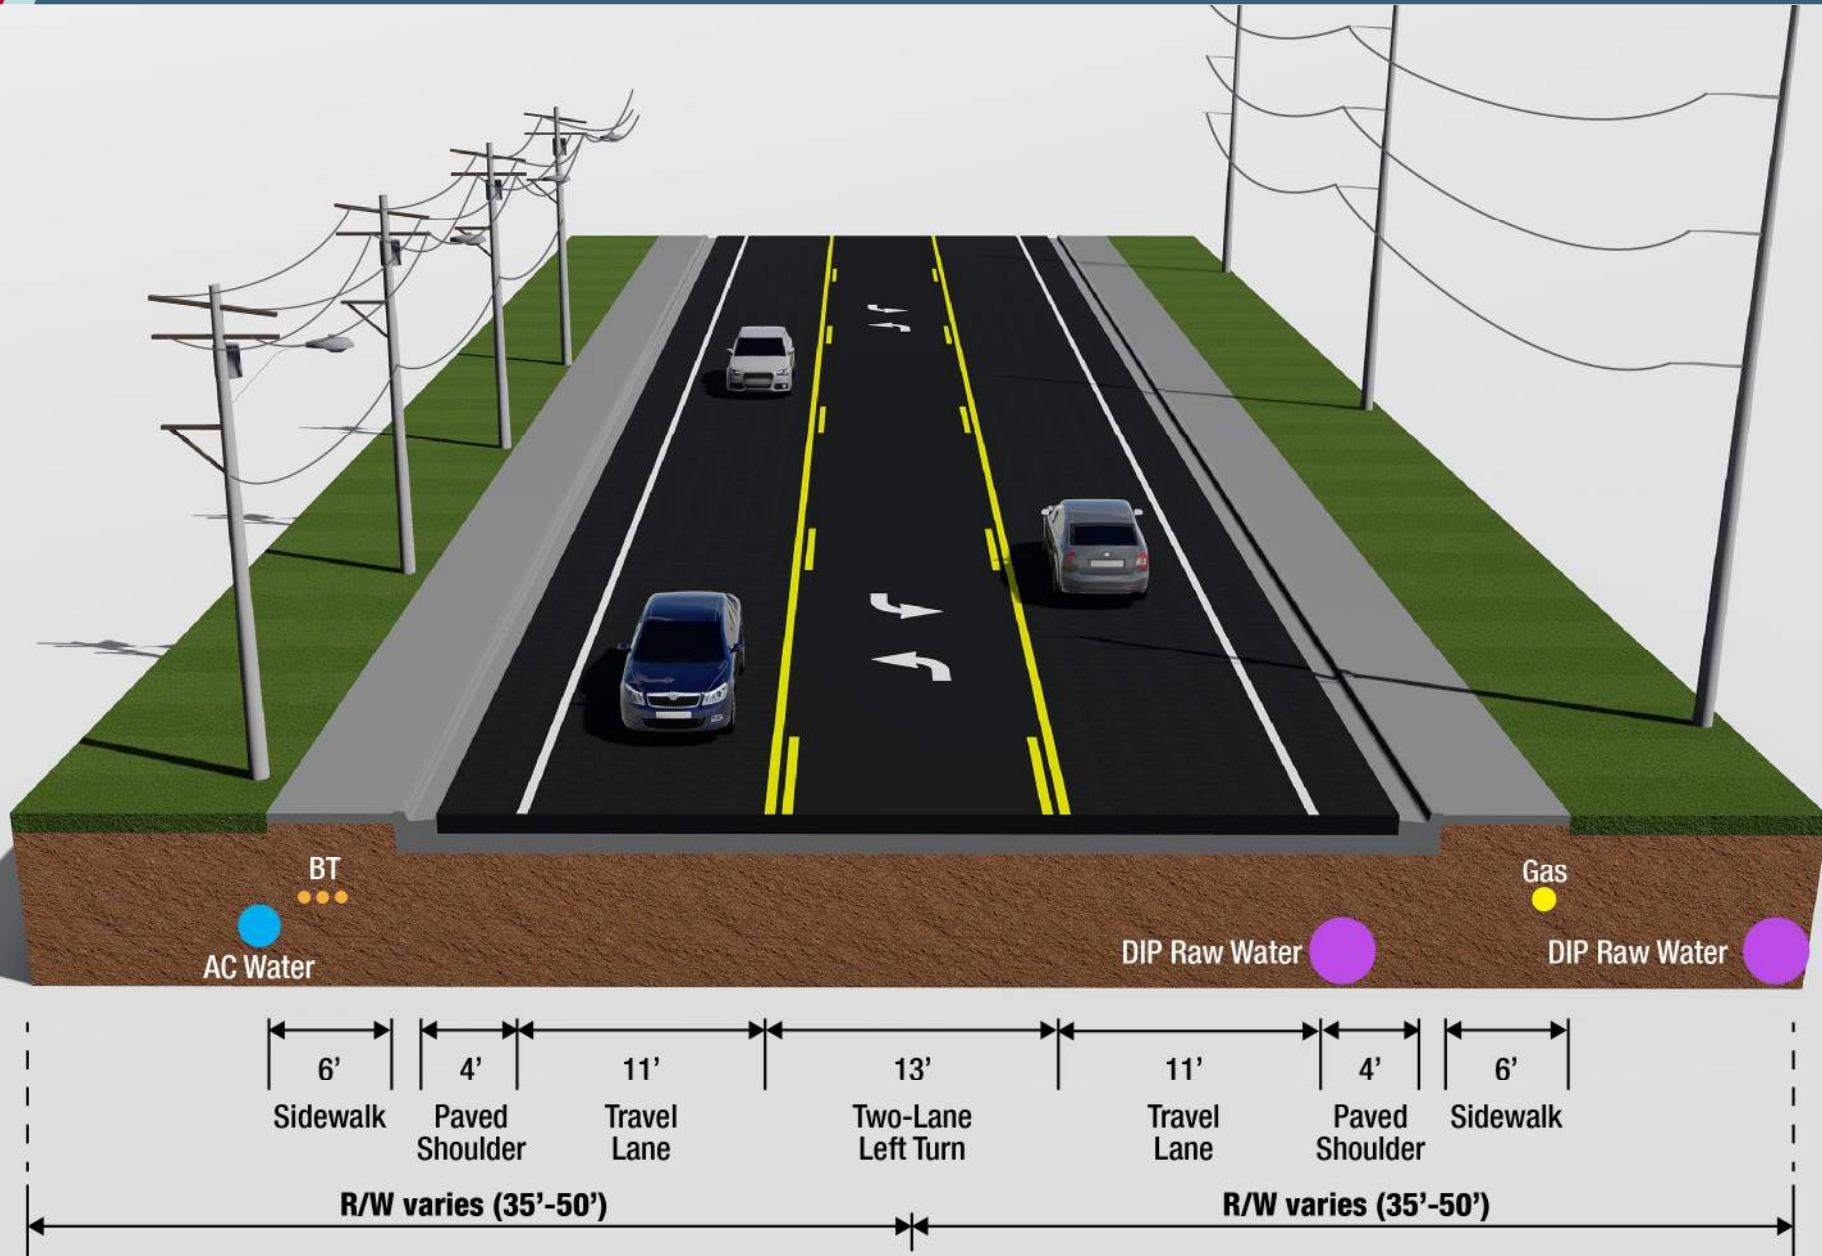 BT
Gas
AC Water
DIP Raw Water
DIP Raw Water
6’
4’
11’
13’
11’
4’
6’
Sidewalk
Paved
Shoulder
Travel
Lane
Two-Lane
Left Turn
Travel
Lane
Paved
Shoulder
Sidewalk
R/W varies (35’-50’)
R/W varies (35’-50’)